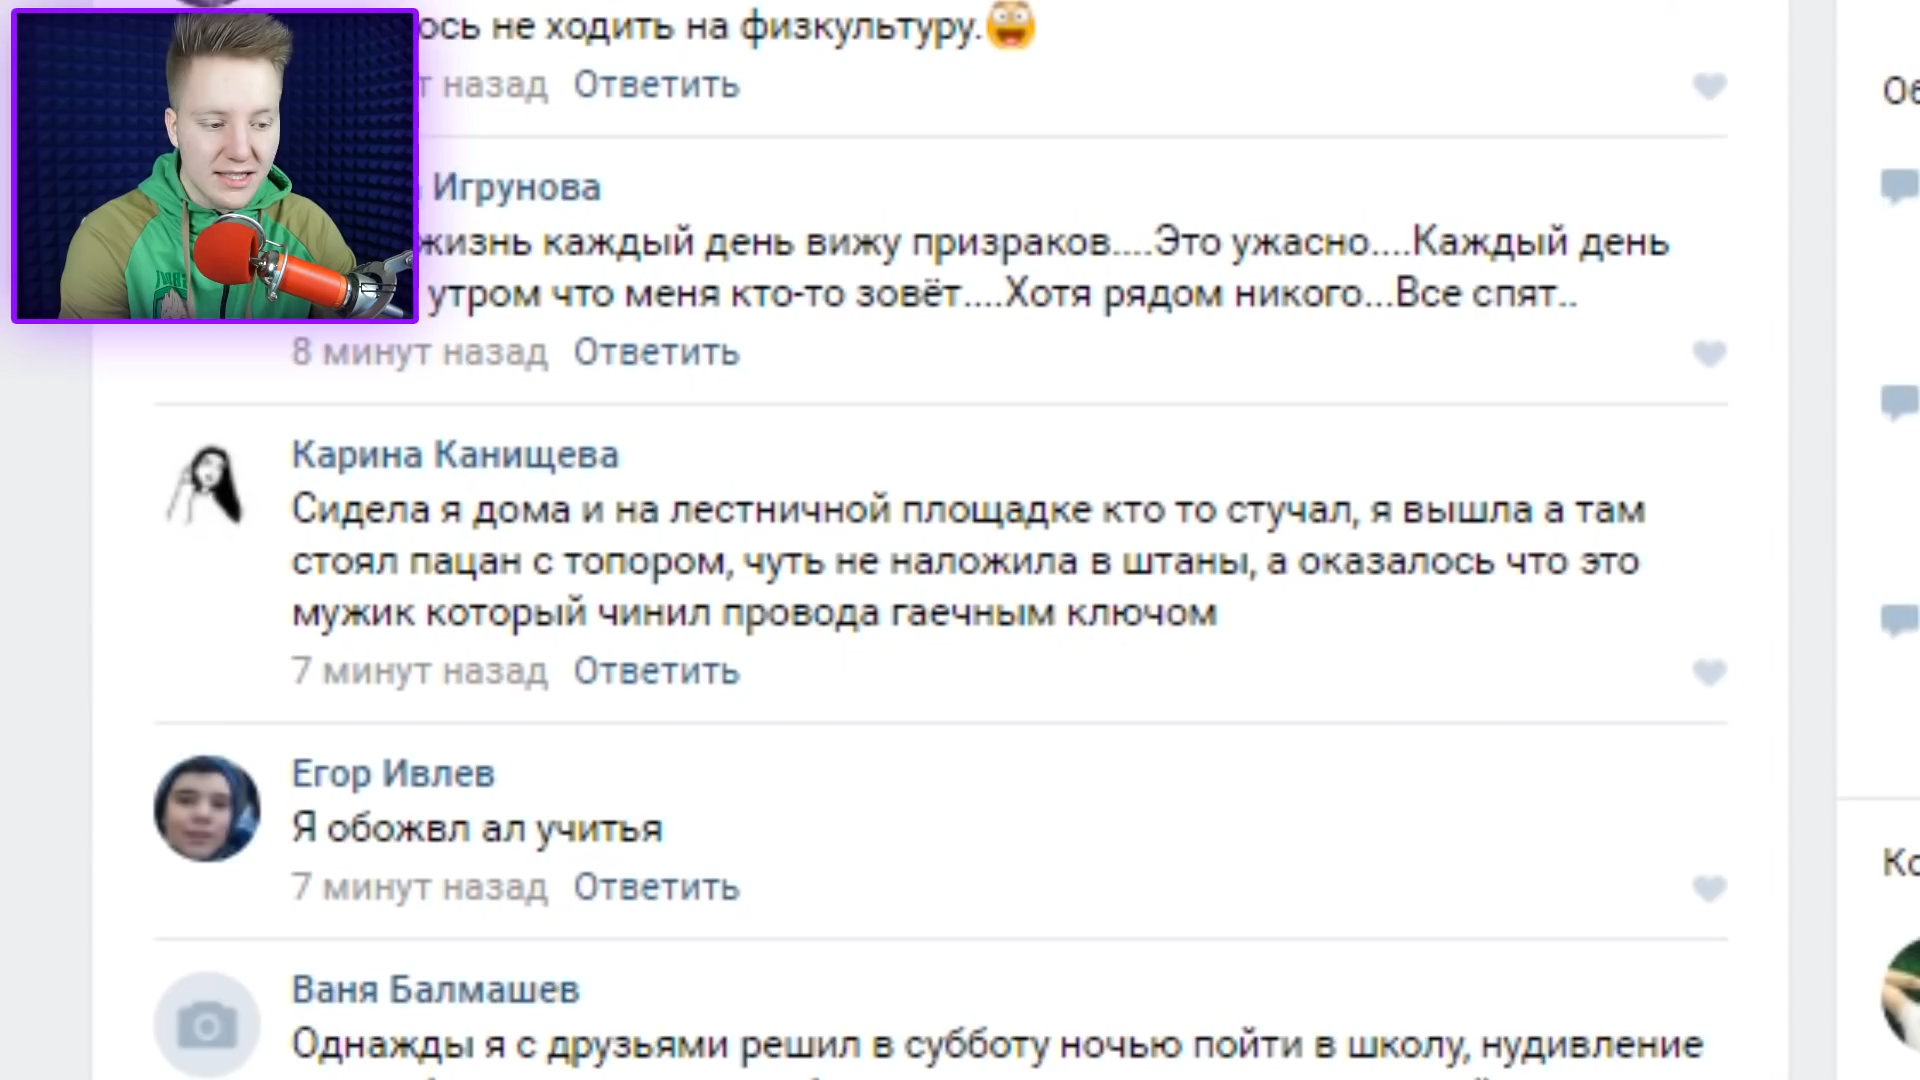 ось не ходить на физкультуру.
назад Ответить
Об
Игрунова
жизнь каждый день вижу призраков....Это ужасно....Каждый день
утром что меня кто-то зовёт....Хотя рядом никого...Все спят..
8 минут назад Ответить
Карина Канищева
Сидела я дома и на лестничной площадке кто то стучал, я вышла а там
стоял пацан с топором, чуть не наложила в штаны, а оказалось что это
мужик который чинил провода гаечным ключом
7 минут назад Ответить
Егор Ивлев
Я обожвл ал учитья
7 минут назад Ответить
Ко
Ваня Балмашев
Однажды я с друзьями решил в субботу ночью пойти в школу, нудивление